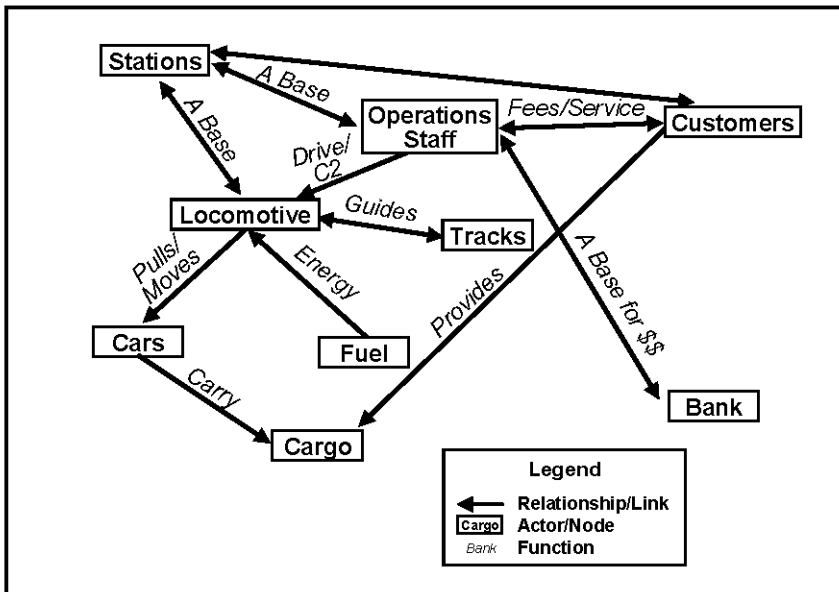 Stations
A Base
A Base
Operations
Staff
Fees/Service
Customers
Drive/
C2
Locomotive
Guides
Tracks
Pulls/
Moves
Energy
Provides
A Base for $$
Cars
Fuel
Carry
Bank
Cargo
Legend
Relationship/Link
Cargo Actor/Node
Bank Function